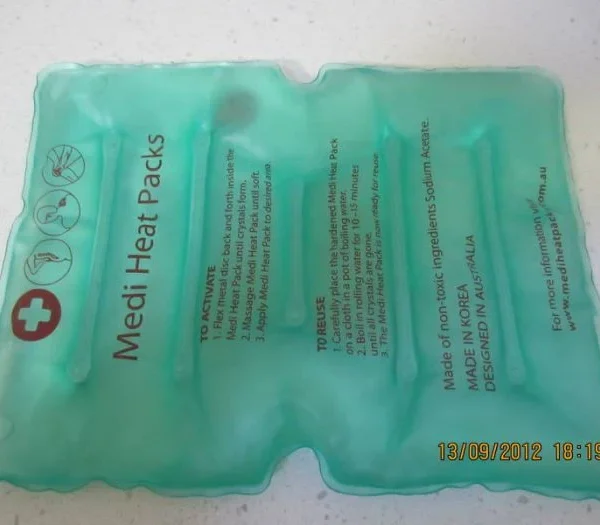 Medi Heat Packs
TO ACTIVATE
1. Flex metal disc back and forth inside the
Medi Heat Pack until crystals form.
2. Massage Medi Heat Pack until soft.
3. Apply Medi Heat Pack to desired area.
TO REUSE
1. Carefully place the hardened Medi Heat Pack
on a cloth in a pot of boiling water.
2. Boil in rolling water for 10-15 minutes
until all crystals are gone.
3. The Medi Heat Pack is now ready for reuse.
Made of non-toxic ingredients Sodium Acetate.
MADE IN KOREA
DESIGNED IN AUSTRALIA
For more information
www.mediheatpack om.au
13/09/2012 18:19